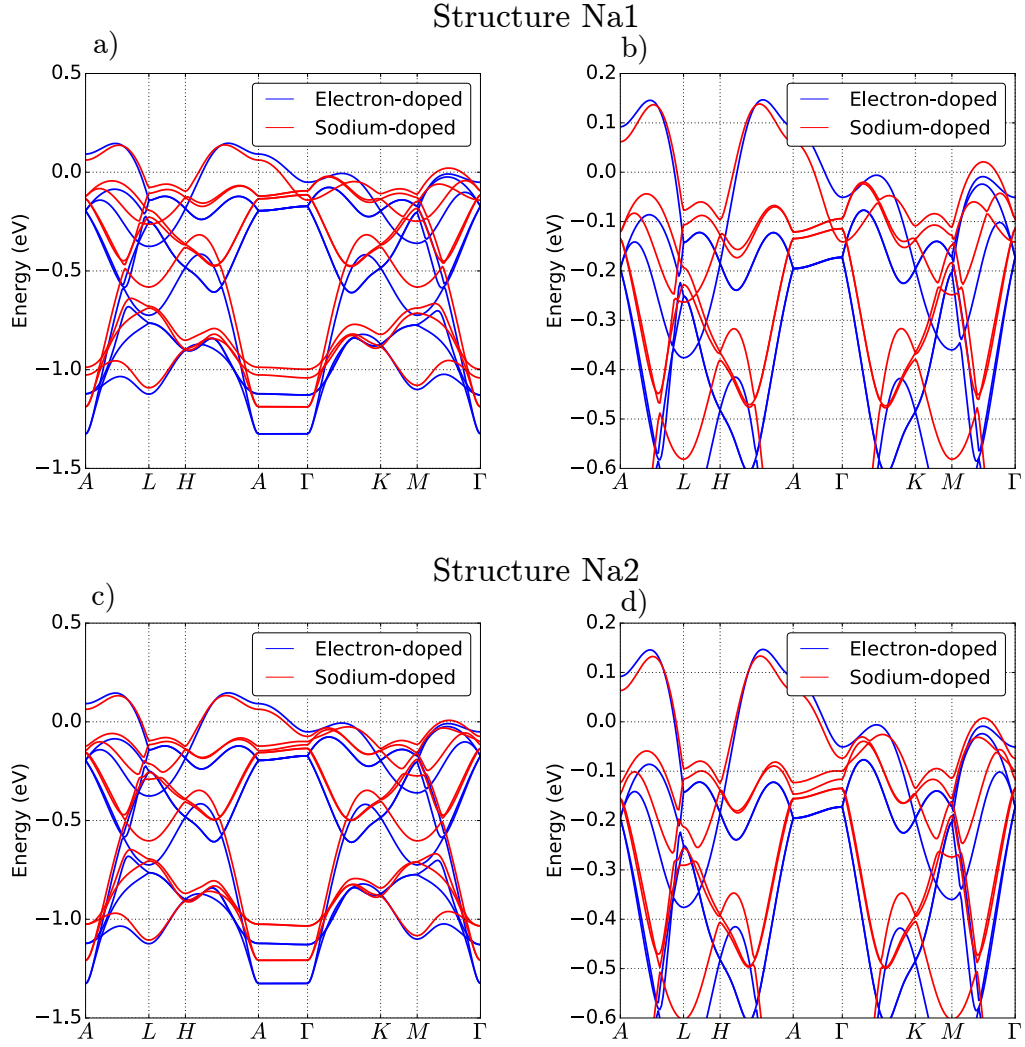 Structure Na1
a)
b)
0.5
0.0
−0.5
−1.0
−1.5
Energy (eV)
Electron-doped
Sodium-doped
A L H A Γ K M Γ
0.2
0.1
0.0
−0.1
−0.2
−0.3
−0.4
−0.5
−0.6
Energy (eV)
Electron-doped
Sodium-doped
A L H A Γ K M Γ
Structure Na2
c)
d)
0.5
0.0
−0.5
−1.0
−1.5
Energy (eV)
Electron-doped
Sodium-doped
A L H A Γ K M Γ
0.2
0.1
0.0
−0.1
−0.2
−0.3
−0.4
−0.5
−0.6
Energy (eV)
Electron-doped
Sodium-doped
A L H A Γ K M Γ